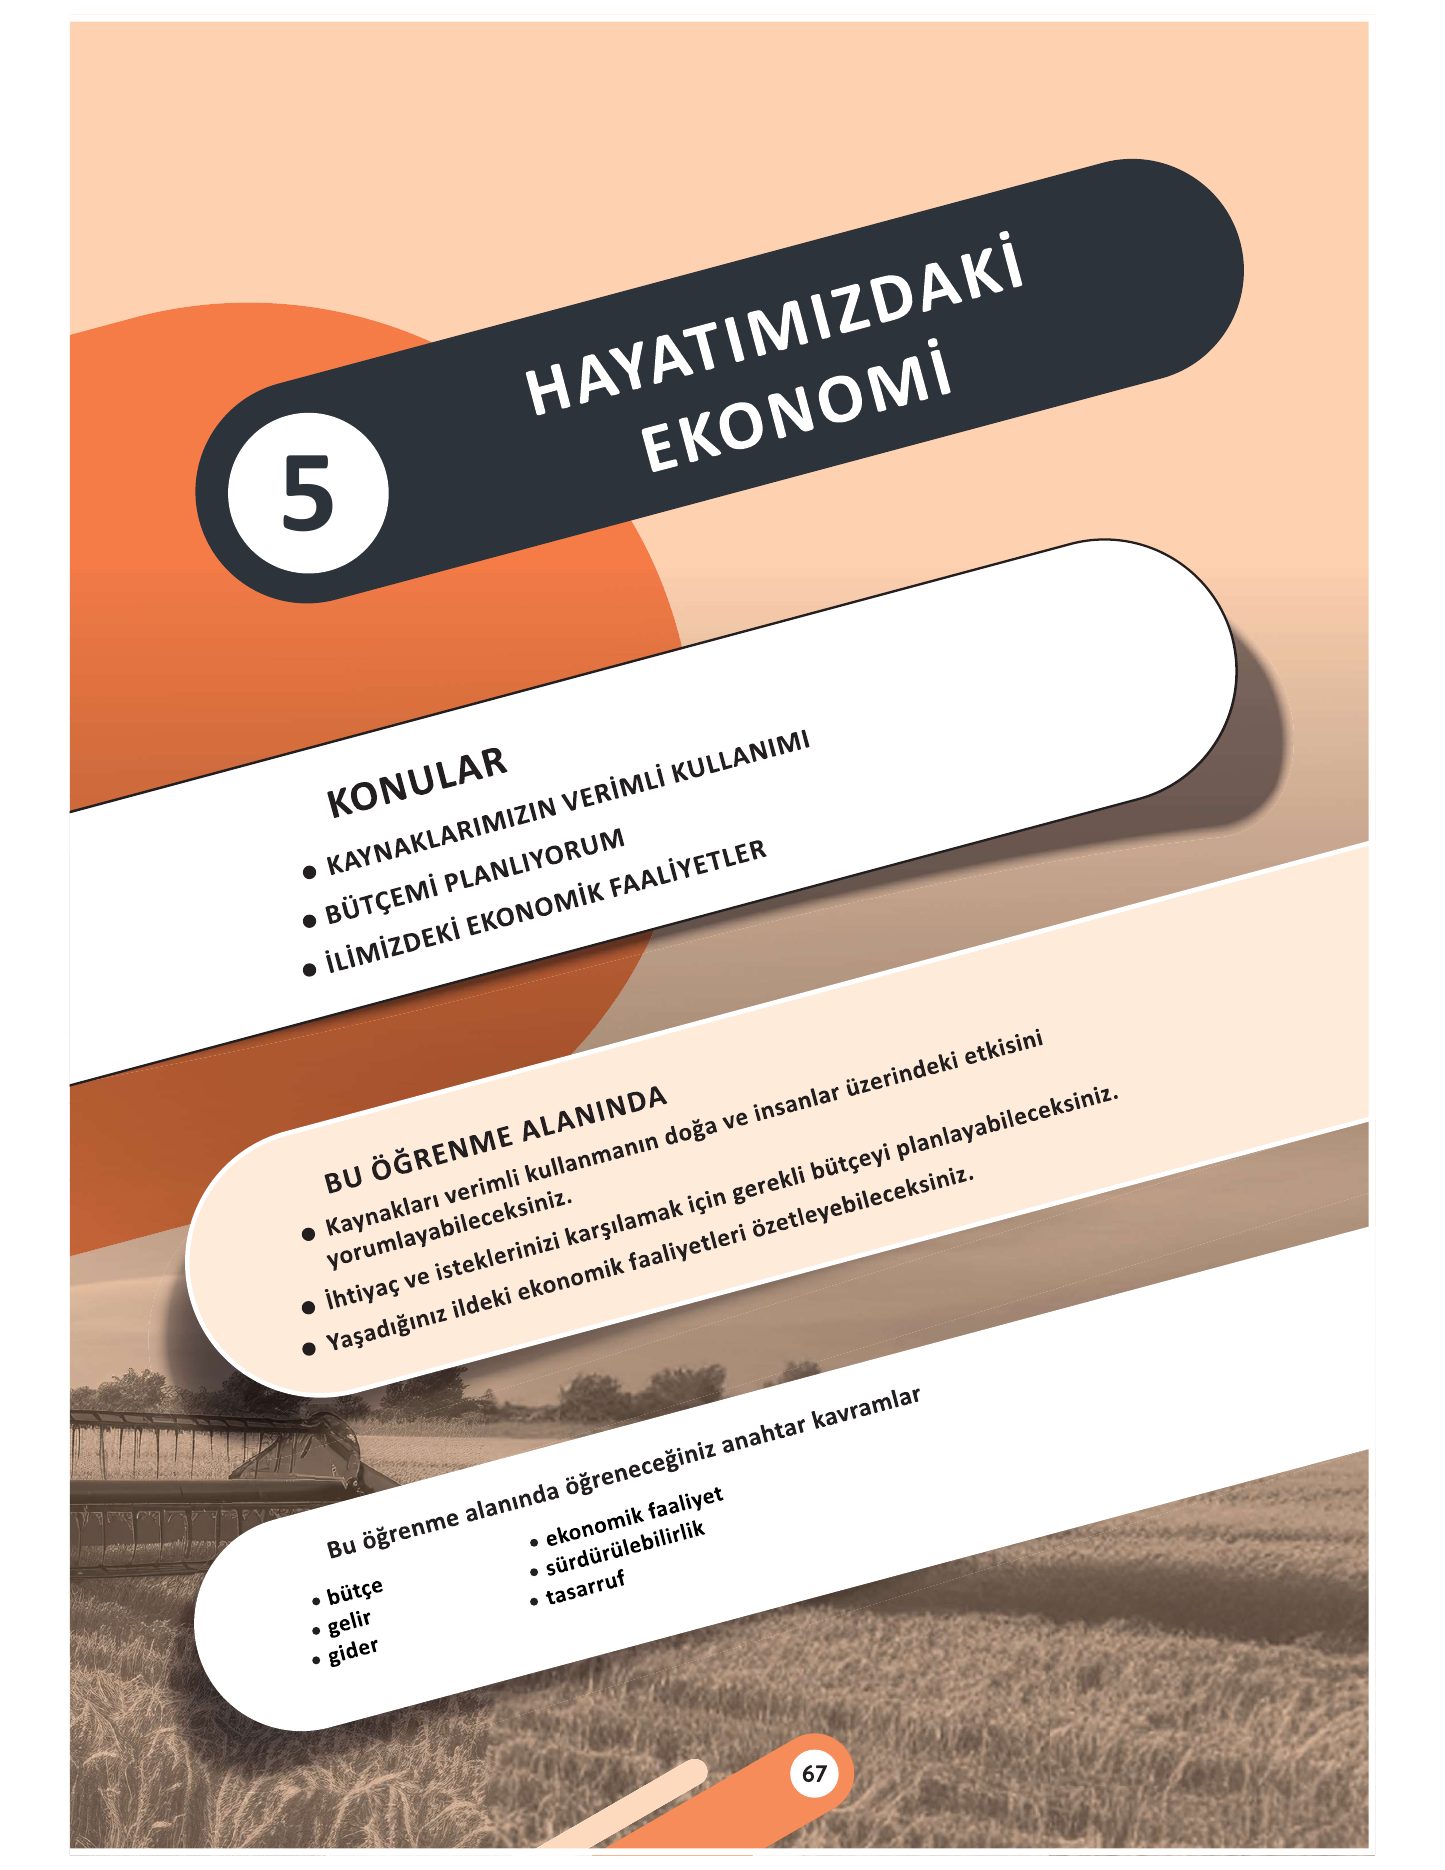 5
HAYATIMIZDAKİ
EKONOMİ
KONULAR
● KAYNAKLARIMIZIN VERİMLİ KULLANIMI
● BÜTÇEMİ PLANLIYORUM
● İLİMİZDEKİ EKONOMİK FAALİYETLER
BU ÖĞRENME ALANINDA
● Kaynakları verimli kullanmanın doğa ve insanlar üzerindeki etkisini
yorumlayabileceksiniz.
● İhtiyaç ve isteklerinizi karşılamak için gerekli bütçeyi planlayabileceksiniz.
● Yaşadığınız ildeki ekonomik faaliyetleri özetleyebileceksiniz.
Bu öğrenme alanında öğreneceğiniz anahtar kavramlar
• bütçe
• gelir
• gider
• ekonomik faaliyet
• sürdürülebilirlik
• tasarruf
67